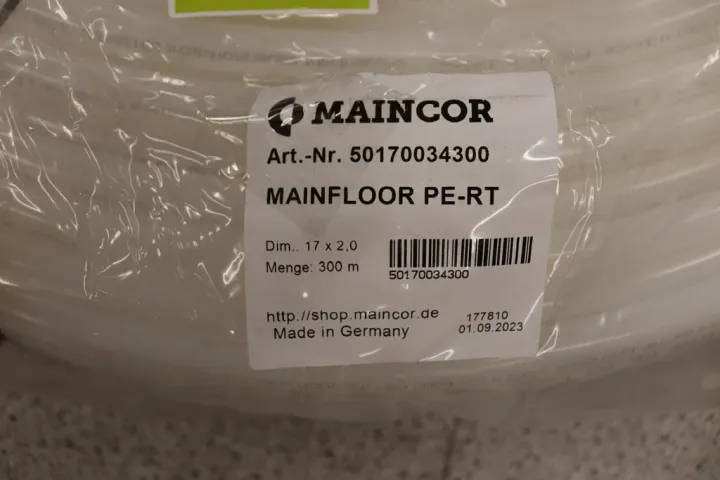 MAINCOR
Art.-Nr. 50170034300
MAINFLOOR PE-RT
Dim.. 17 x 2,0
Menge: 300 m
50170034300
http://shop.maincor.de
177810
Made in Germany
01.09.2023